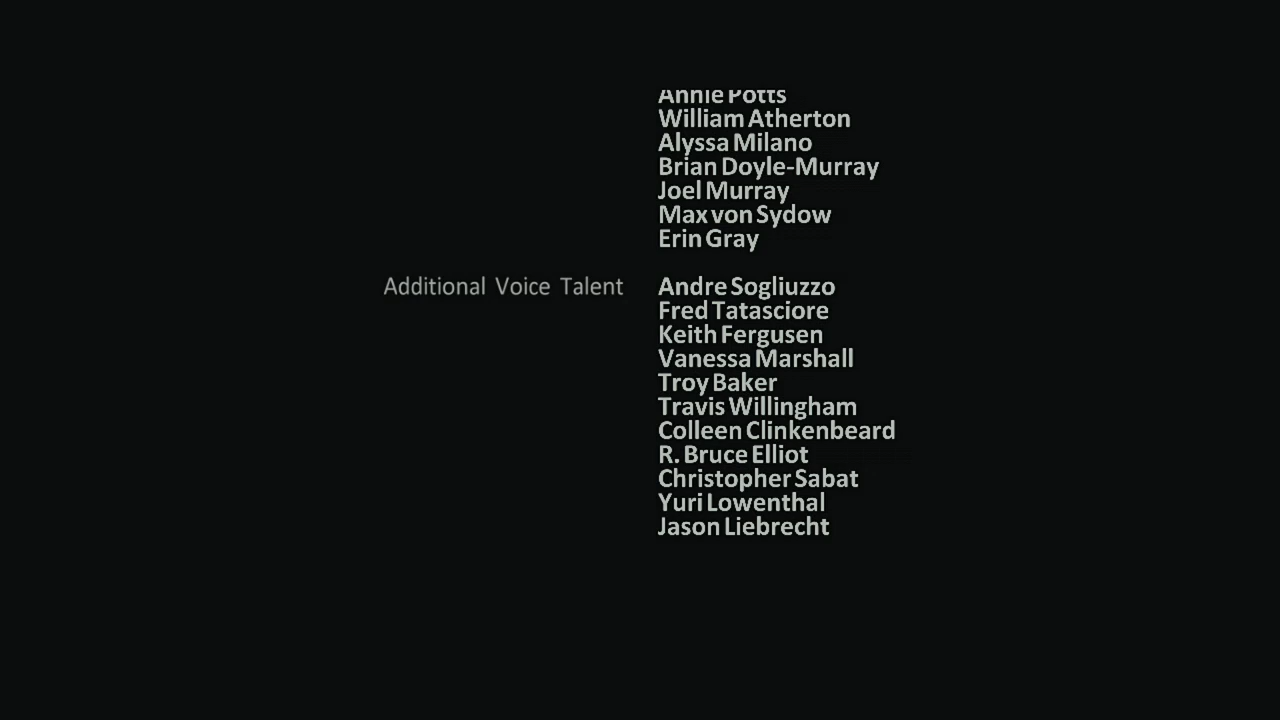 Annie Potts
William Atherton
Alyssa Milano
Brian Doyle-Murray
Joel Murray
Max von Sydow
Erin Gray
Additional Voice Talent Andre Sogliuzzo
Fred Tatasciore
Keith Fergusen
Vanessa Marshall
Troy Baker
Travis Willingham
Colleen Clinkenbeard
R. Bruce Elliot
Christopher Sabat
Yuri Lowenthal
Jason Liebrecht